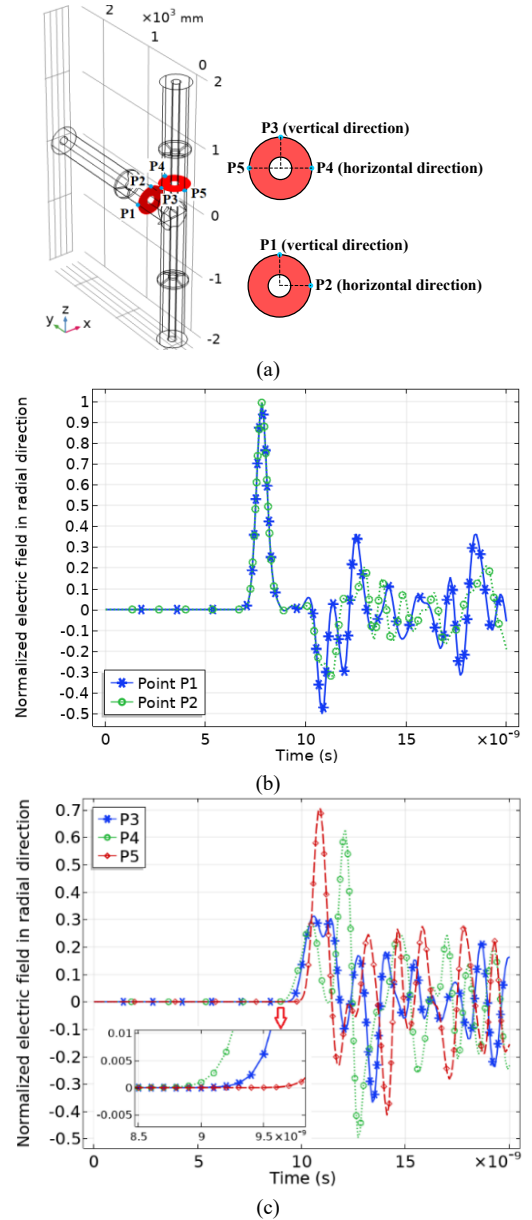 2
1
0
×10³ mm
2
1
0
-1
-2
P4
P2
P5
P3
P1
z
y
x
P3 (vertical direction)
P5
P4 (horizontal direction)
P1 (vertical direction)
P2 (horizontal direction)
(a)
Normalized electric field in radial direction
1
0.9
0.8
0.7
0.6
0.5
0.4
0.3
0.2
0.1
0
-0.1
-0.2
-0.3
-0.4
-0.5
Point P1
Point P2
0
5
10
15
×10⁻⁹
Time (s)
(b)
Normalized electric field in radial direction
0.7
0.6
0.5
0.4
0.3
0.2
0.1
0
-0.1
-0.2
-0.3
-0.4
-0.5
P3
P4
P5
0.01
0.005
0
-0.005
8.5
9
9.5
×10⁻⁹
0
5
10
15
×10⁻⁹
Time (s)
(c)